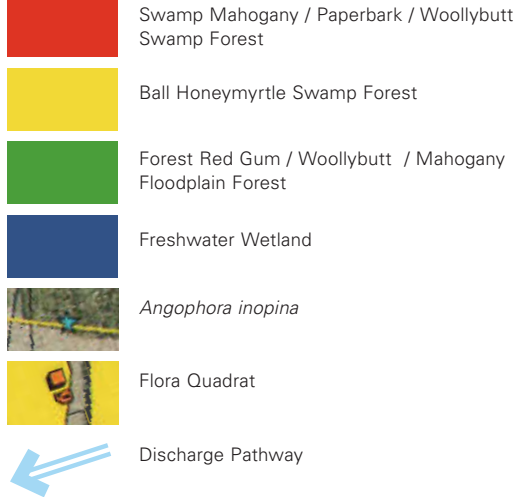 Swamp Mahogany / Paperbark / Woollybutt
Swamp Forest
Ball Honeymyrtle Swamp Forest
Forest Red Gum / Woollybutt / Mahogany
Floodplain Forest
Freshwater Wetland
Angophora inopina
Flora Quadrat
Discharge Pathway